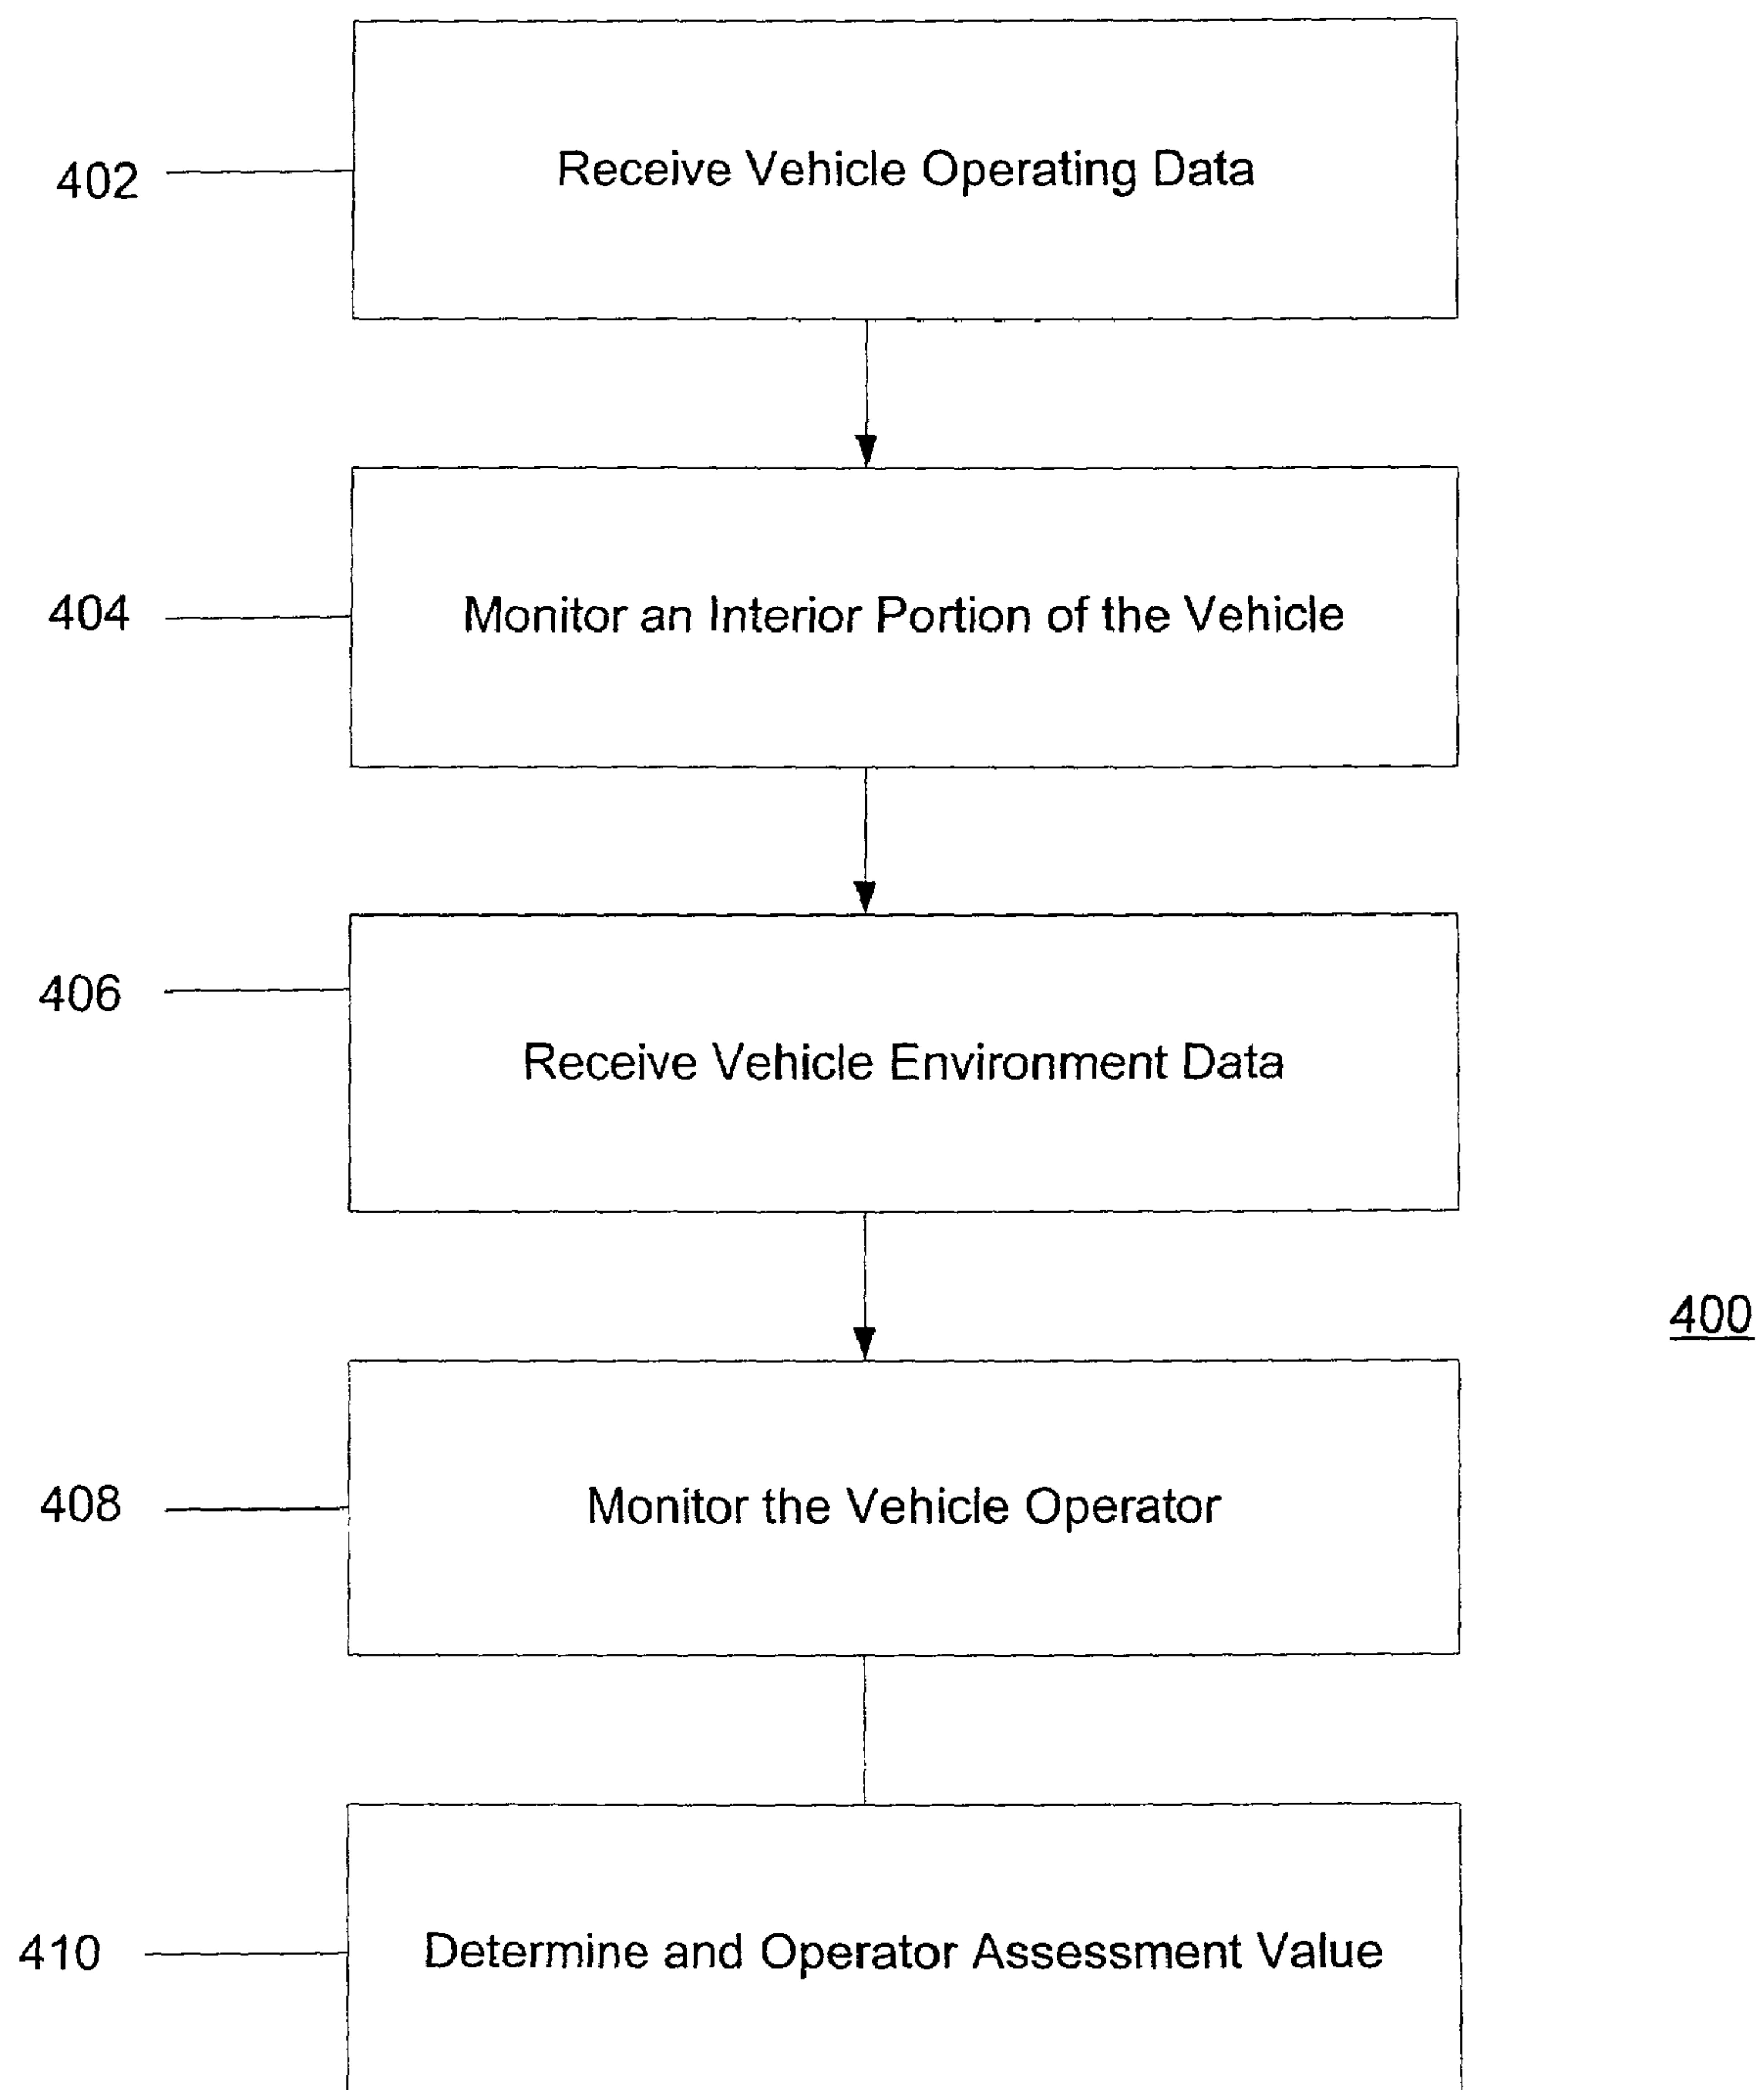 402
Receive Vehicle Operating Data
404
Monitor an Interior Portion of the Vehicle
406
Receive Vehicle Environment Data
400
408
Monitor the Vehicle Operator
410
Determine and Operator Assessment Value